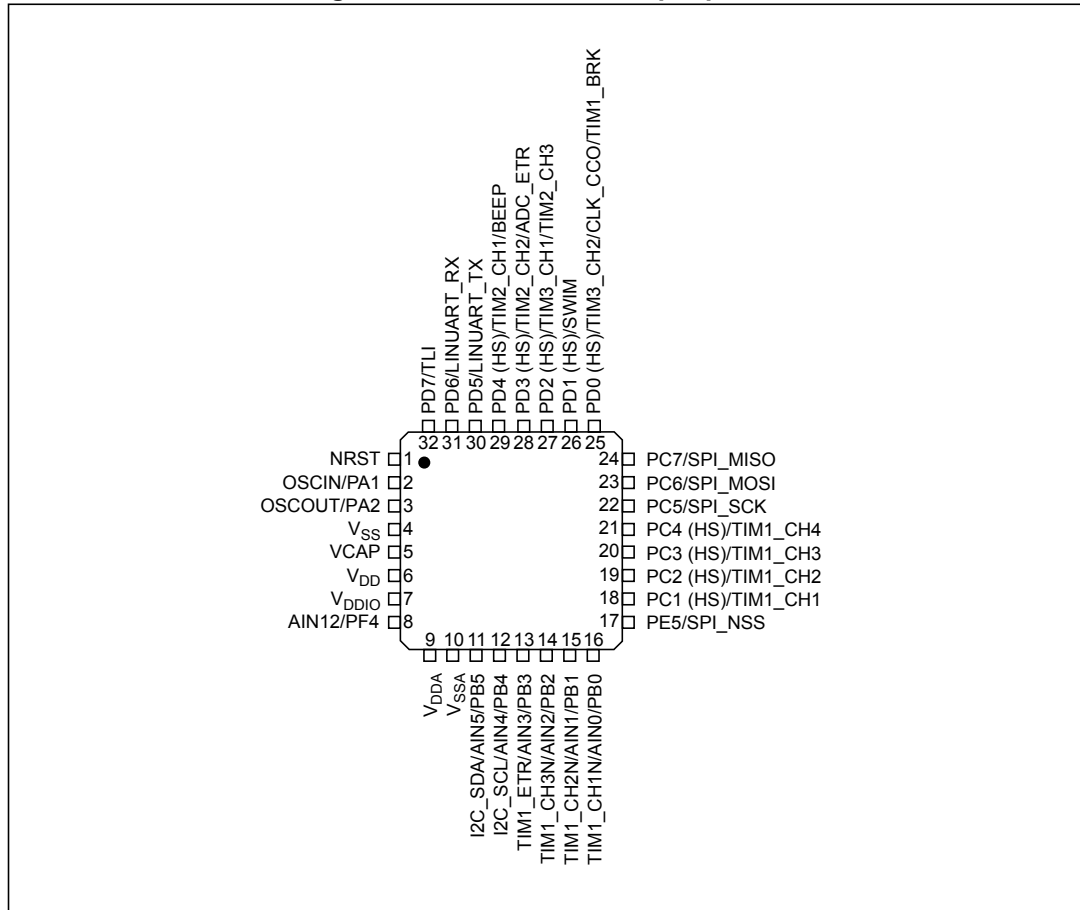 PD7/TLI
PD6/LINUART_RX
PD5/LINUART_TX
PD4 (HS)/TIM2_CH1/BEEP
PD3 (HS)/TIM2_CH2/ADC_ETR
PD2 (HS)/TIM3_CH1/TIM2_CH3
PD1 (HS)/SWIM
PD0 (HS)/TIM3_CH2/CLK_CCO/TIM1_BRK
32 31 30 29 28 27 26 25
NRST 1
OSCIN/PA1 2
OSCOUT/PA2 3
VSS 4
VCAP 5
VDD 6
VDDIO 7
AIN12/PF4 8
24 PC7/SPI_MISO
23 PC6/SPI_MOSI
22 PC5/SPI_SCK
21 PC4 (HS)/TIM1_CH4
20 PC3 (HS)/TIM1_CH3
19 PC2 (HS)/TIM1_CH2
18 PC1 (HS)/TIM1_CH1
17 PE5/SPI_NSS
9 10 11 12 13 14 15 16
VDDA
VSSA
I2C_SDA/AIN5/PB5
I2C_SCL/AIN4/PB4
TIM1_ETR/AIN3/PB3
TIM1_CH3N/AIN2/PB2
TIM1_CH2N/AIN1/PB1
TIM1_CH1N/AIN0/PB0